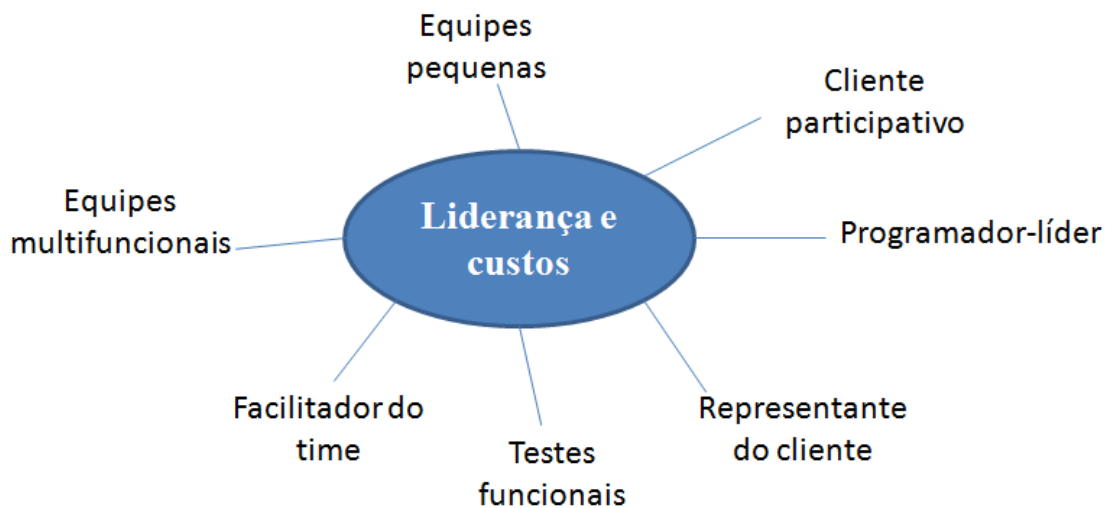 Equipes
pequenas
Cliente
participativo
Equipes
multifuncionais
Liderança e
custos
Programador-líder
Facilitador do
time
Testes
funcionais
Representante
do cliente